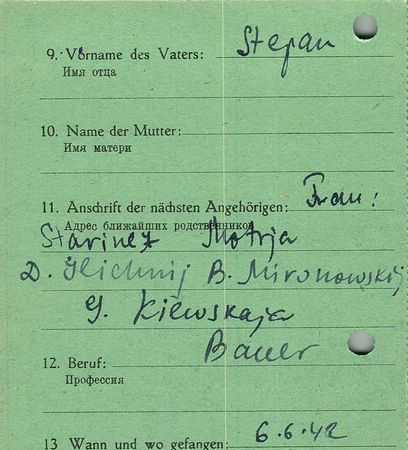 9. Vorname des Vaters: Stepan
Имя отца
10. Name der Mutter:
Имя матери
11. Anschrift der nächsten Angehörigen: Frau:
Адрес ближайших родственников
Starinez Motrja
D. B. Mironowskij
G. Kiewskaja
Bauer
12. Beruf:
Профессия
13 Wann und wo gefangen: 6.6.42